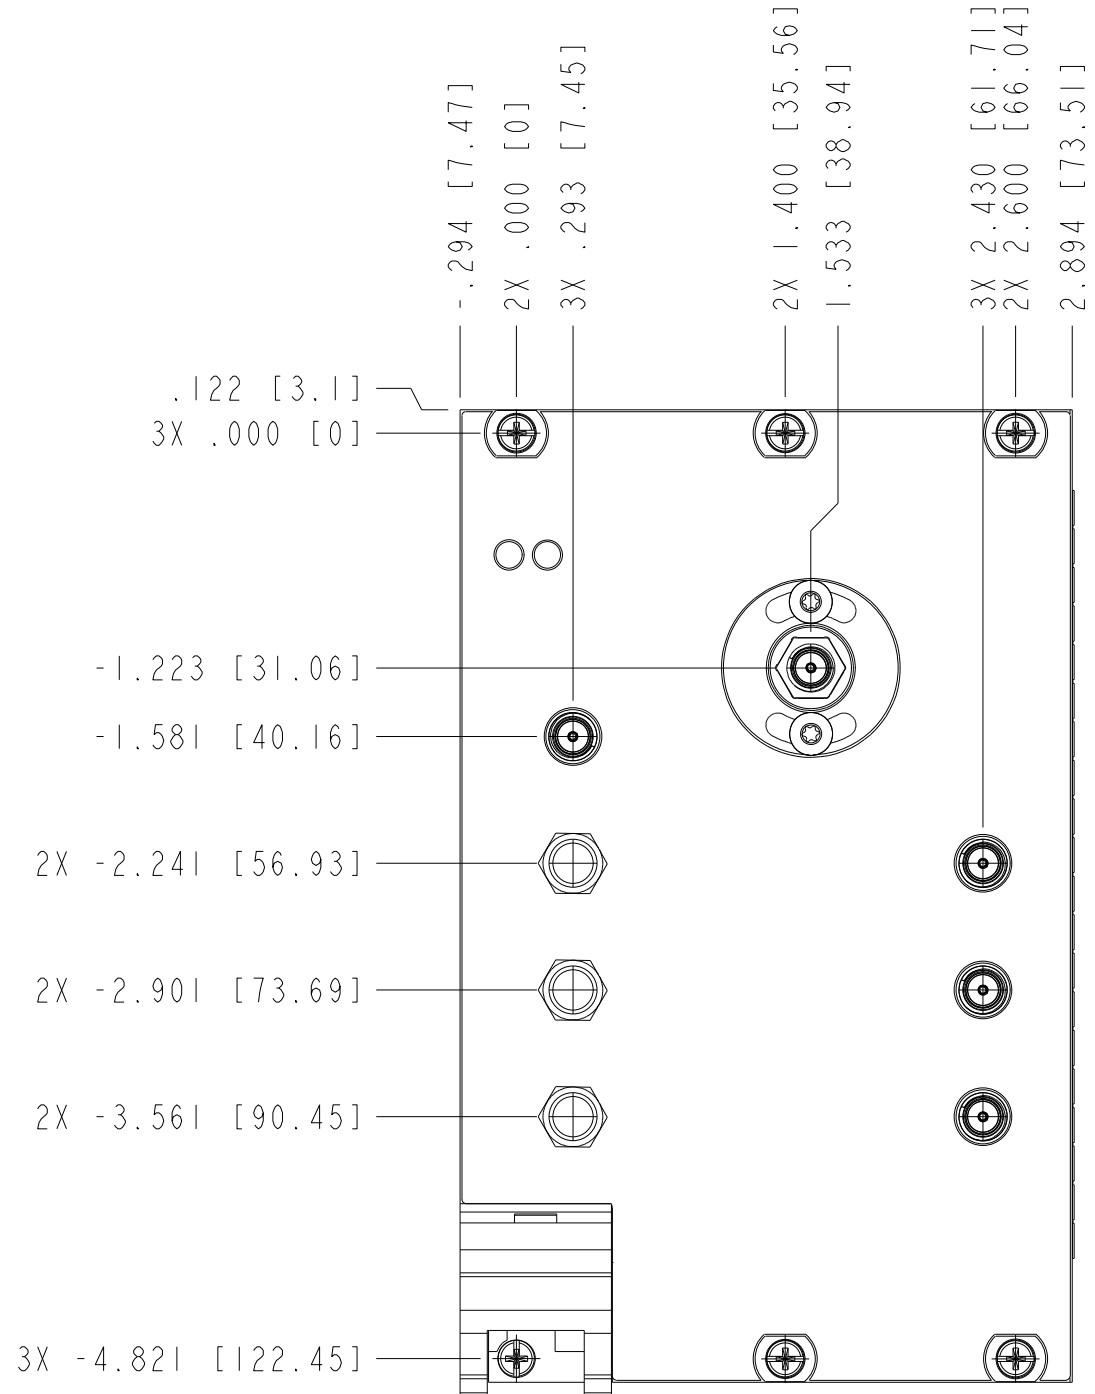 -.294 [7.47]
2X .000 [0]
3X .293 [7.45]
2X 1.400 [35.56]
1.533 [38.94]
3X 2.430 [61.71]
2X 2.600 [66.04]
2.894 [73.51]
.122 [3.1]
3X .000 [0]
-1.223 [31.06]
-1.581 [40.16]
2X -2.241 [56.93]
2X -2.901 [73.69]
2X -3.561 [90.45]
3X -4.821 [122.45]